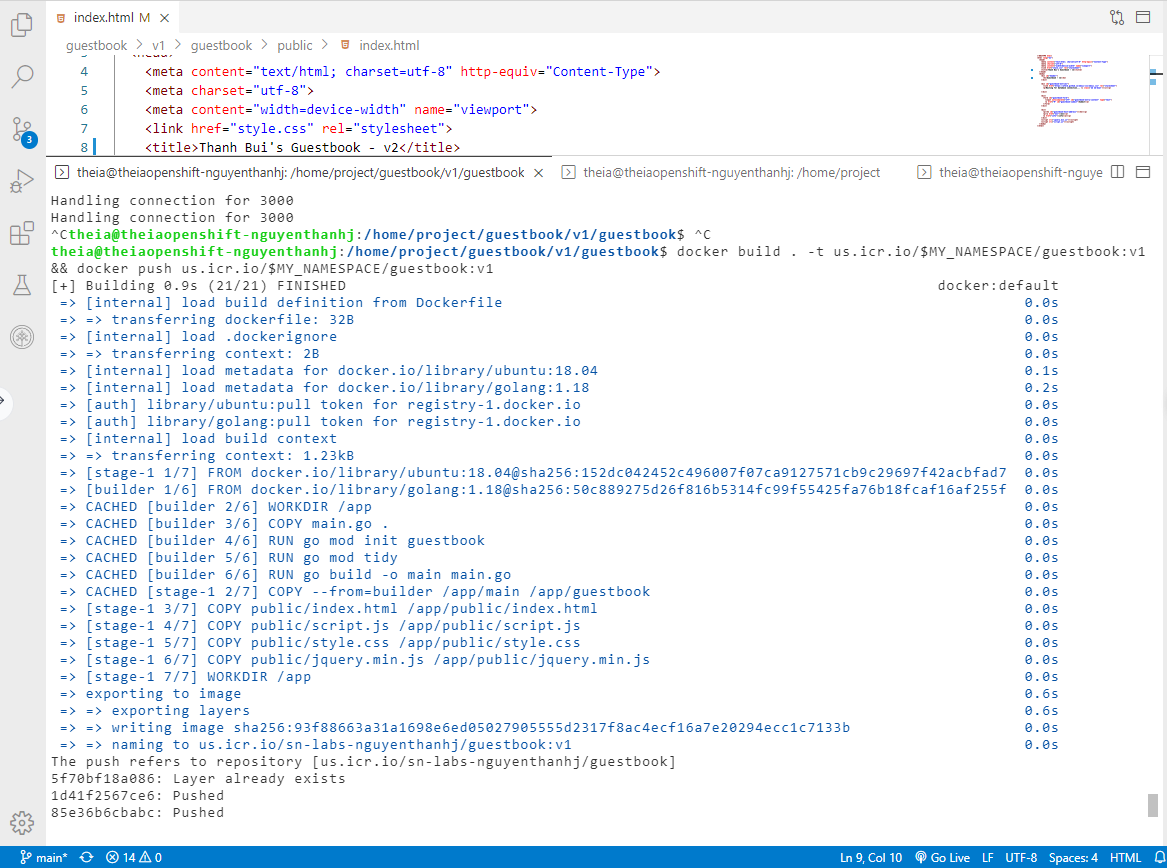 index.html M
guestbook > v1 > guestbook > public > index.html
4 <meta content="text/html; charset=utf-8" http-equiv="Content-Type">
5 <meta charset="utf-8">
6 <meta content="width=device-width" name="viewport">
7 <link href="style.css" rel="stylesheet">
8 <title>Thanh Bui's Guestbook - v2</title>
3
theia@theiaopenshift-nguyenthanhj: /home/project/guestbook/v1/guestbook
theia@theiaopenshift-nguyenthanhj: /home/project
theia@theiaopenshift-nguye
Handling connection for 3000
Handling connection for 3000
^Ctheia@theiaopenshift-nguyenthanhj:/home/project/guestbook/v1/guestbook$ ^C
theia@theiaopenshift-nguyenthanhj:/home/project/guestbook/v1/guestbook$ docker build . -t us.icr.io/$MY_NAMESPACE/guestbook:v1
&& docker push us.icr.io/$MY_NAMESPACE/guestbook:v1
[+] Building 0.9s (21/21) FINISHED docker:default
=> [internal] load build definition from Dockerfile 0.0s
=> => transferring dockerfile: 32B 0.0s
=> [internal] load .dockerignore 0.0s
=> => transferring context: 2B 0.0s
=> [internal] load metadata for docker.io/library/ubuntu:18.04 0.1s
=> [internal] load metadata for docker.io/library/golang:1.18 0.2s
=> [auth] library/ubuntu:pull token for registry-1.docker.io 0.0s
=> [auth] library/golang:pull token for registry-1.docker.io 0.0s
=> [internal] load build context 0.0s
=> => transferring context: 1.23kB 0.0s
=> [stage-1 1/7] FROM docker.io/library/ubuntu:18.04@sha256:152dc042452c496007f07ca9127571cb9c29697f42acbfad7 0.0s
=> [builder 1/6] FROM docker.io/library/golang:1.18@sha256:50c889275d26f816b5314fc99f55425fa76b18fcaf16af255f 0.0s
=> CACHED [builder 2/6] WORKDIR /app 0.0s
=> CACHED [builder 3/6] COPY main.go . 0.0s
=> CACHED [builder 4/6] RUN go mod init guestbook 0.0s
=> CACHED [builder 5/6] RUN go mod tidy 0.0s
=> CACHED [builder 6/6] RUN go build -o main main.go 0.0s
=> CACHED [stage-1 2/7] COPY --from=builder /app/main /app/guestbook 0.0s
=> [stage-1 3/7] COPY public/index.html /app/public/index.html 0.0s
=> [stage-1 4/7] COPY public/script.js /app/public/script.js 0.0s
=> [stage-1 5/7] COPY public/style.css /app/public/style.css 0.0s
=> [stage-1 6/7] COPY public/jquery.min.js /app/public/jquery.min.js 0.0s
=> [stage-1 7/7] WORKDIR /app 0.0s
=> exporting to image 0.6s
=> => exporting layers 0.6s
=> => writing image sha256:93f88663a31a1698e6ed05027905555d2317f8ac4ecf16a7e20294ecc1c7133b 0.0s
=> => naming to us.icr.io/sn-labs-nguyenthanhj/guestbook:v1 0.0s
The push refers to repository [us.icr.io/sn-labs-nguyenthanhj/guestbook]
5f70bf18a086: Layer already exists
1d41f2567ce6: Pushed
85e36b6cbabc: Pushed
main* 14 0 Ln 9, Col 10 Go Live LF UTF-8 Spaces: 4 HTML